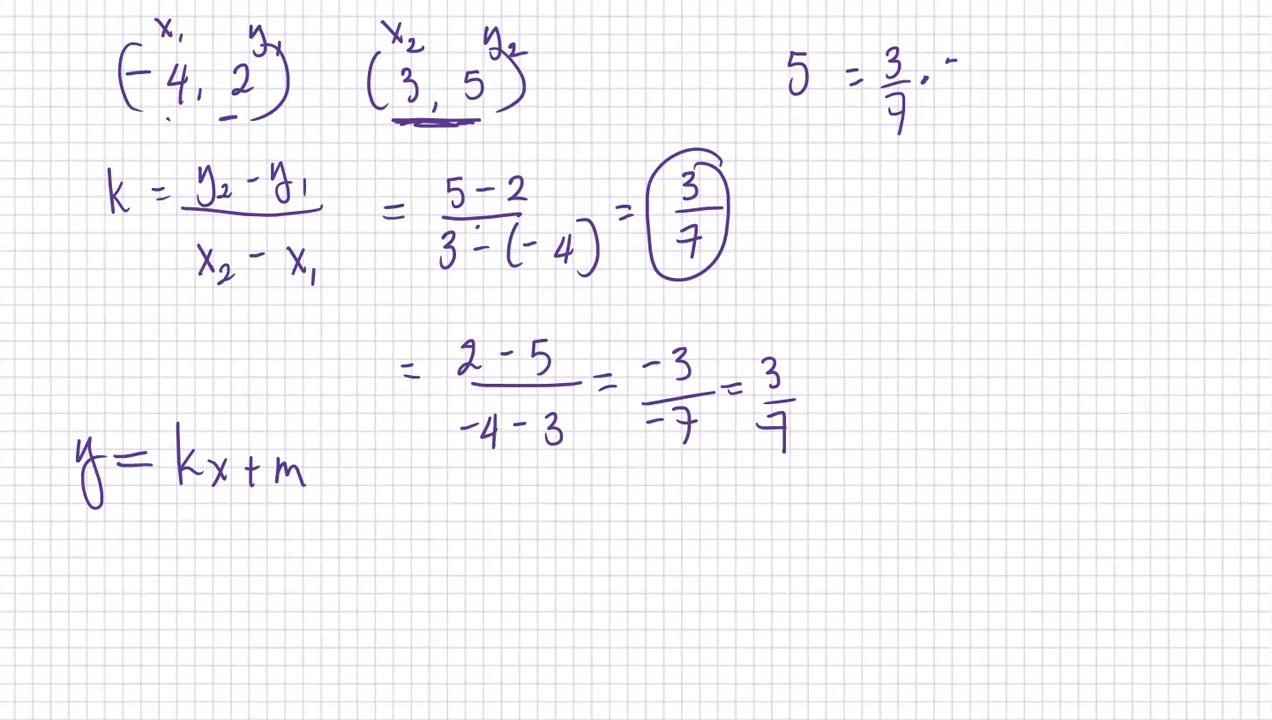 x₁ y₁ x₂ y₂
(-4, 2) (3, 5) 5 = 3/7 ·
k = (y₂ - y₁)/(x₂ - x₁) = (5 - 2)/(3 - (-4)) = 3/7
= (2 - 5)/(-4 - 3) = -3/-7 = 3/7
y = kx + m